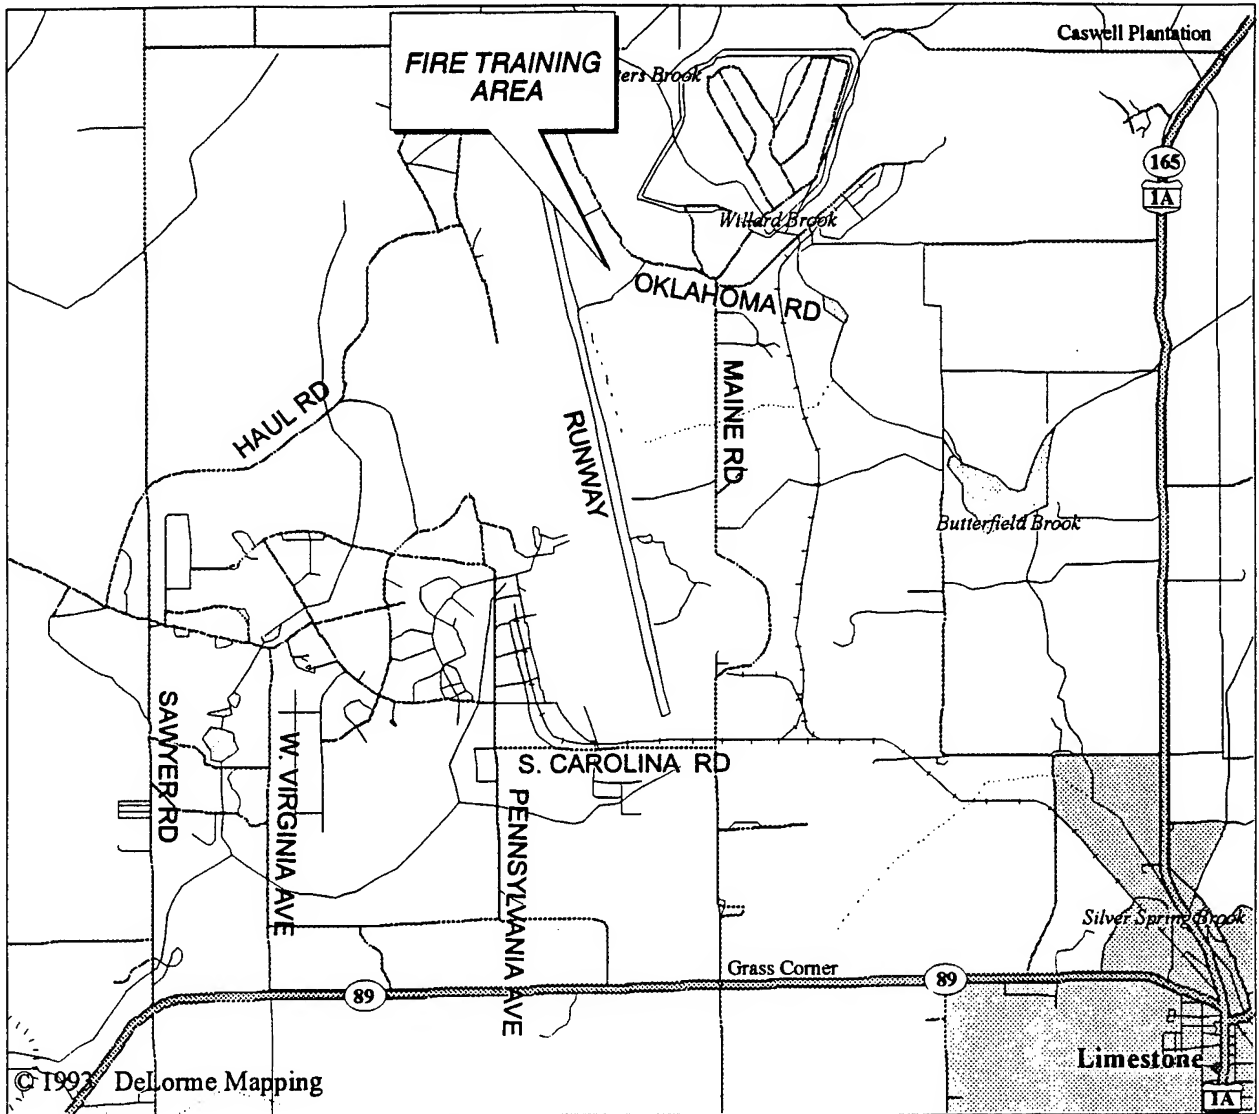 Caswell Plantation
FIRE TRAINING
AREA
ters Brook
165
1A
Willard Brook
OKLAHOMA RD
HAUL RD
RUNWAY
MAINE RD
Butterfield Brook
SAWYER RD
W. VIRGINIA AVE
S. CAROLINA RD
PENNSYLVANIA AVE
Silver Spring Brook
Grass Corner
89
89
Limestone
© 1993 DeLorme Mapping
1A